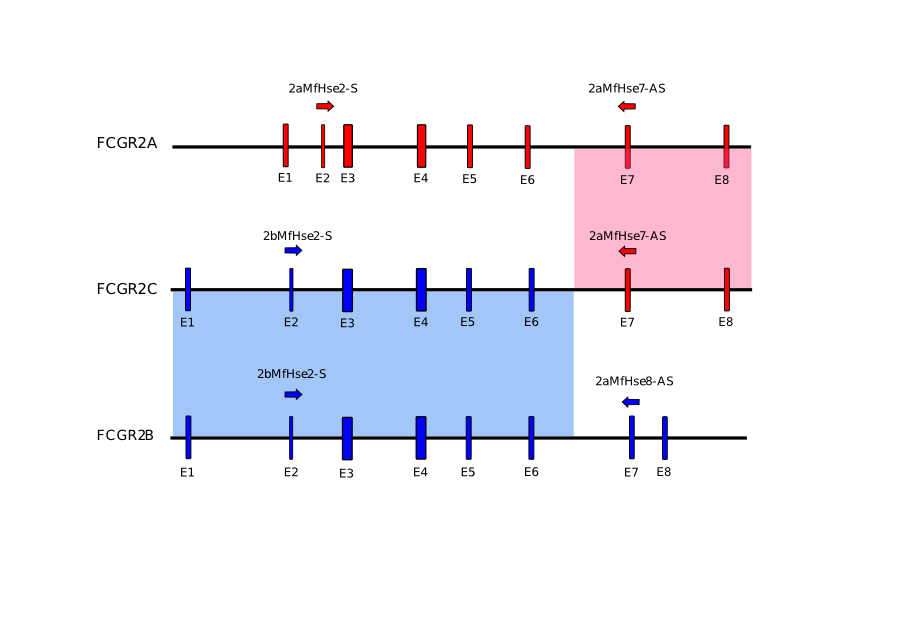 2aMfHse2-S 2aMfHse7-AS
FCGR2A
E1 E2 E3 E4 E5 E6 E7 E8
2bMfHse2-S 2aMfHse7-AS
FCGR2C
E1 E2 E3 E4 E5 E6 E7 E8
2bMfHse2-S 2aMfHse8-AS
FCGR2B
E1 E2 E3 E4 E5 E6 E7 E8